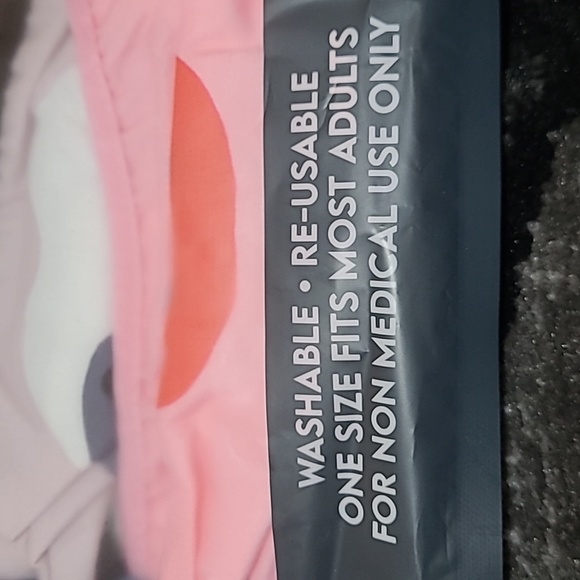 WASHABLE • RE-USABLE
ONE SIZE FITS MOST ADULTS
FOR NON MEDICAL USE ONLY